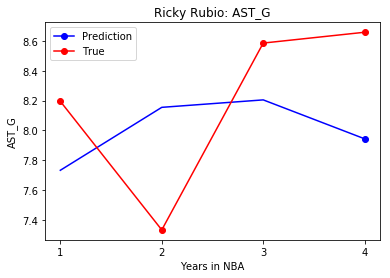 Ricky Rubio: AST_G
Prediction
True
AST_G
8.6
8.4
8.2
8.0
7.8
7.6
7.4
1 2 3 4
Years in NBA